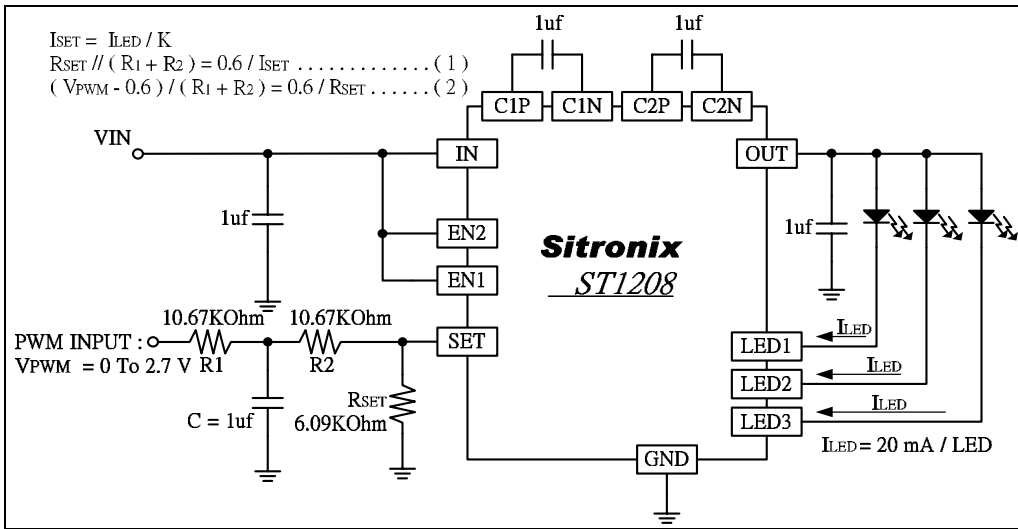 ISET = ILED / K
RSET // ( R1 + R2 ) = 0.6 / ISET . . . . . . . . . . . . . ( 1 )
( VPWM - 0.6 ) / ( R1 + R2 ) = 0.6 / RSET . . . . . . ( 2 )
1uf
1uf
C1P
C1N
C2P
C2N
VIN
IN
OUT
1uf
EN2
EN1
1uf
Sitronix
ST1208
10.67KOhm
10.67KOhm
PWM INPUT :
VPWM = 0 To 2.7 V
R1
R2
SET
C = 1uf
RSET
6.09KOhm
LED1
ILED
LED2
ILED
LED3
ILED
ILED = 20 mA / LED
GND